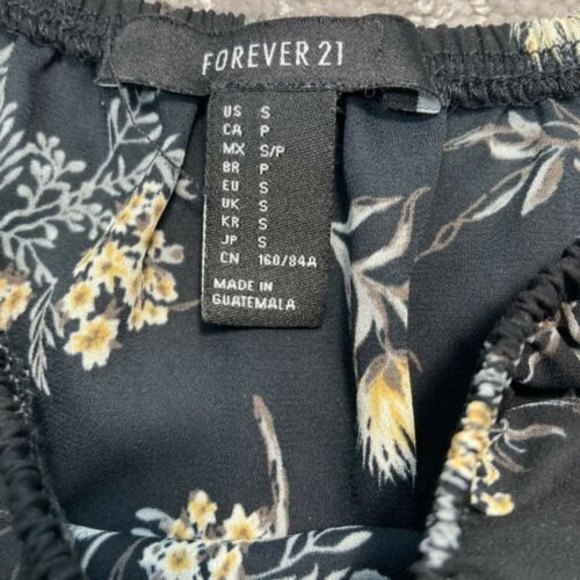 FOREVER 21
US S
CA P
MX S/P
BR P
EU S
UK S
KR S
JP S
CN 160/84A
MADE IN
GUATEMALA